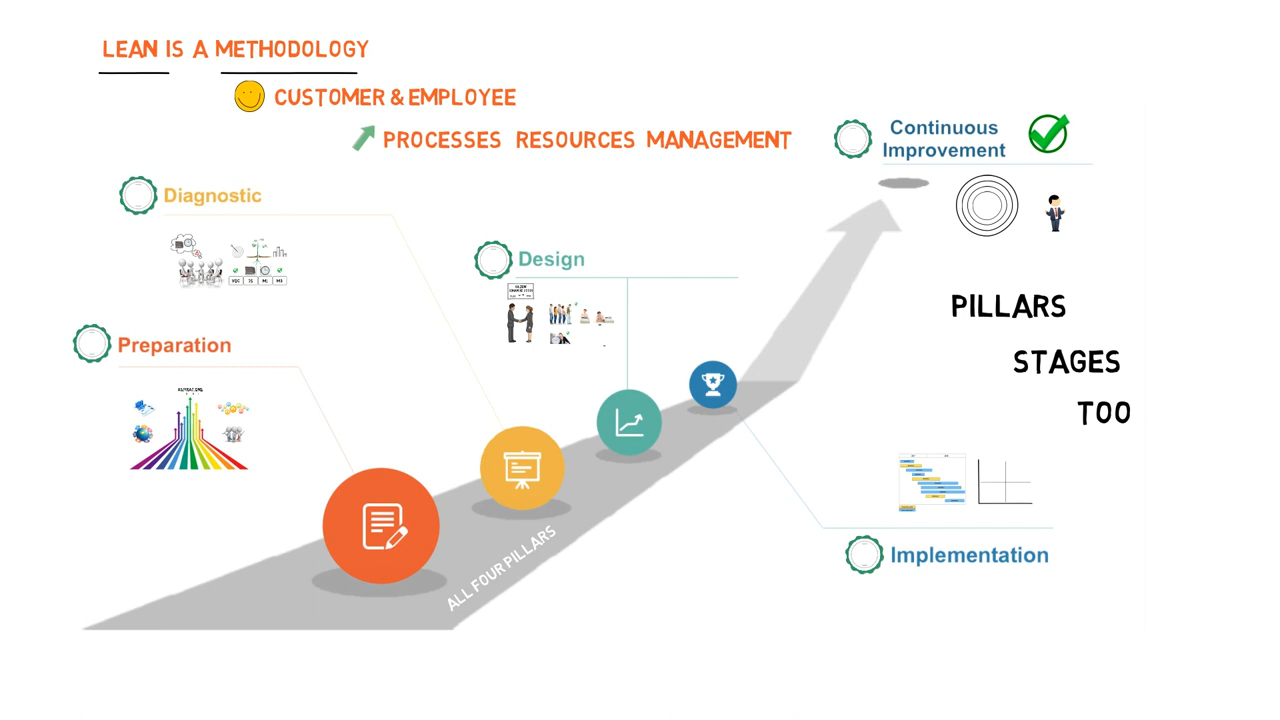 LEAN IS A METHODOLOGY
CUSTOMER & EMPLOYEE
PROCESSES RESOURCES MANAGEMENT
Continuous
Improvement
Diagnostic
Design
Preparation
PILLARS
STAGES
TOO
ALL FOUR PILLARS
Implementation